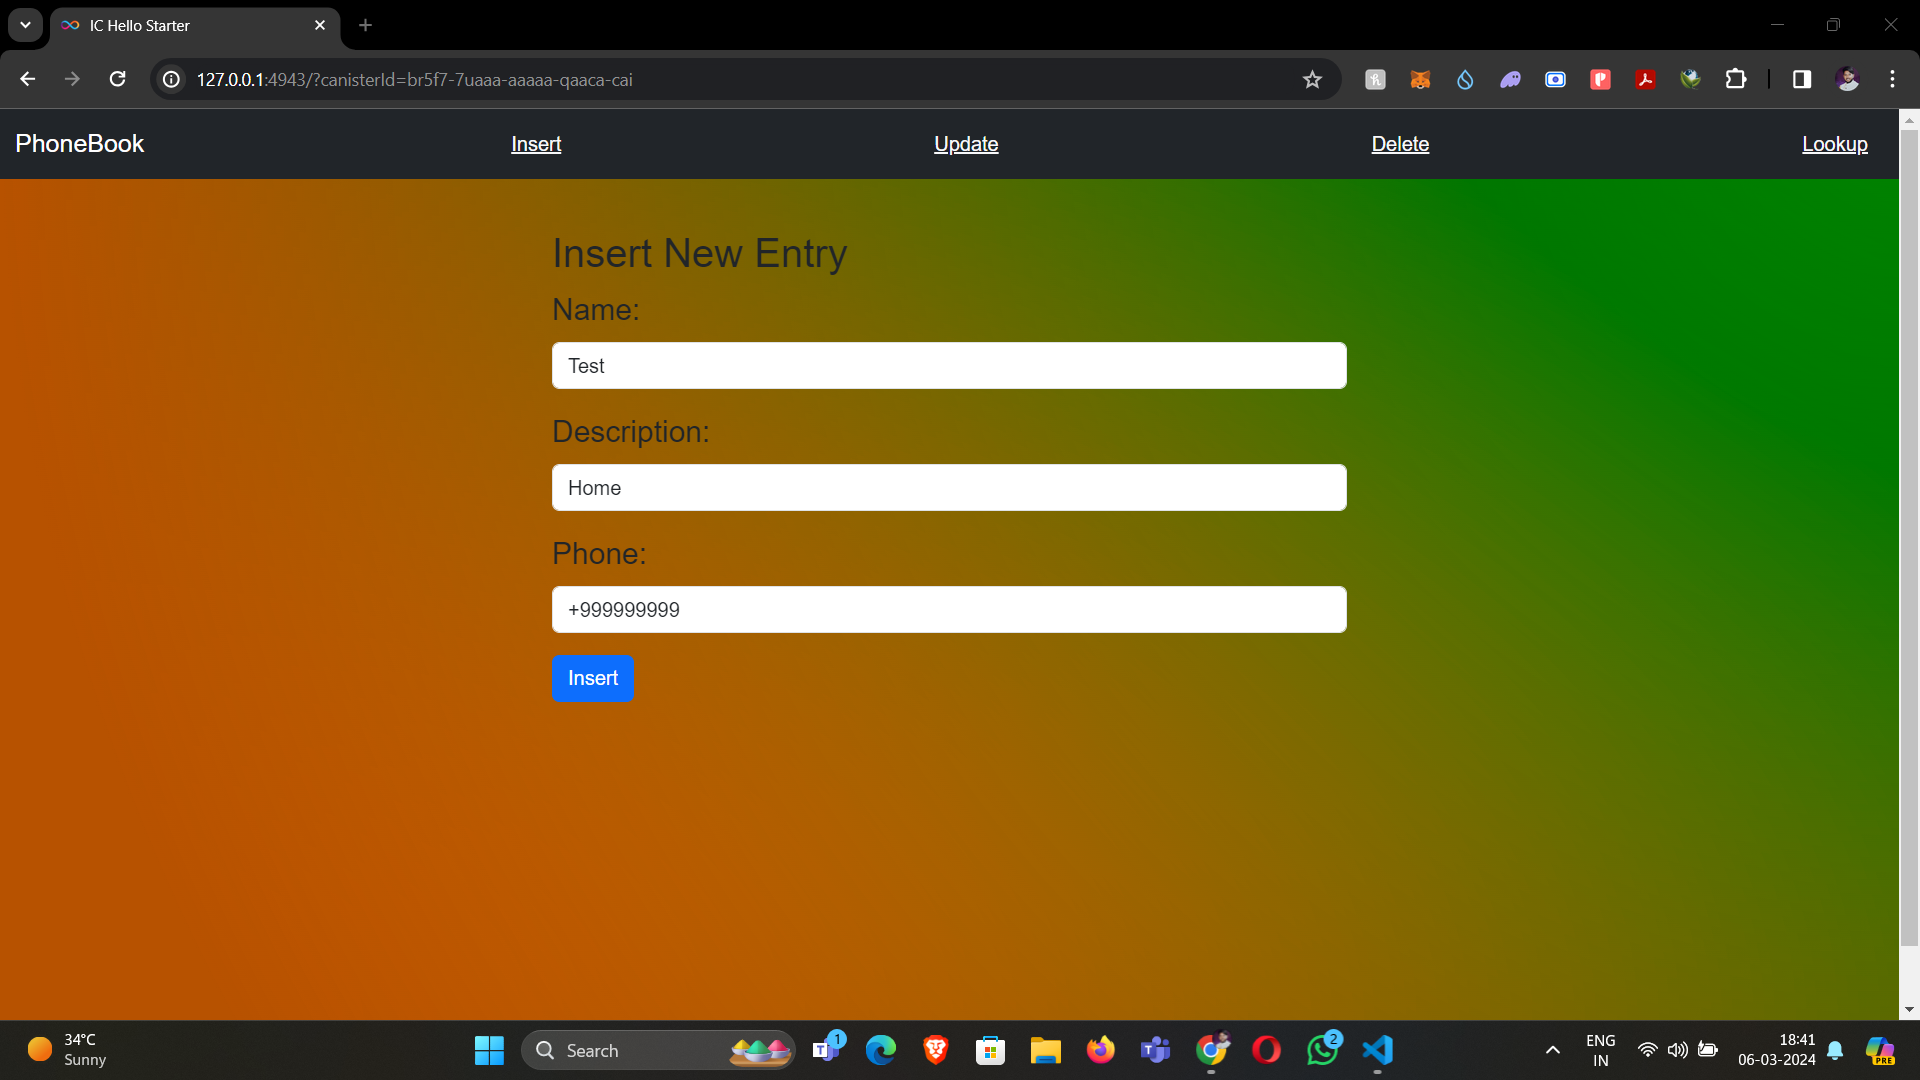 IC Hello Starter
127.0.0.1:4943/?canisterId=br5f7-7uaaa-aaaaa-qaaca-cai
PhoneBook Insert Update Delete Lookup
Insert New Entry
Name:
Test
Description:
Home
Phone:
+999999999
Insert
34°C
Sunny
Search
1
2
ENG
IN
18:41
06-03-2024
PRE